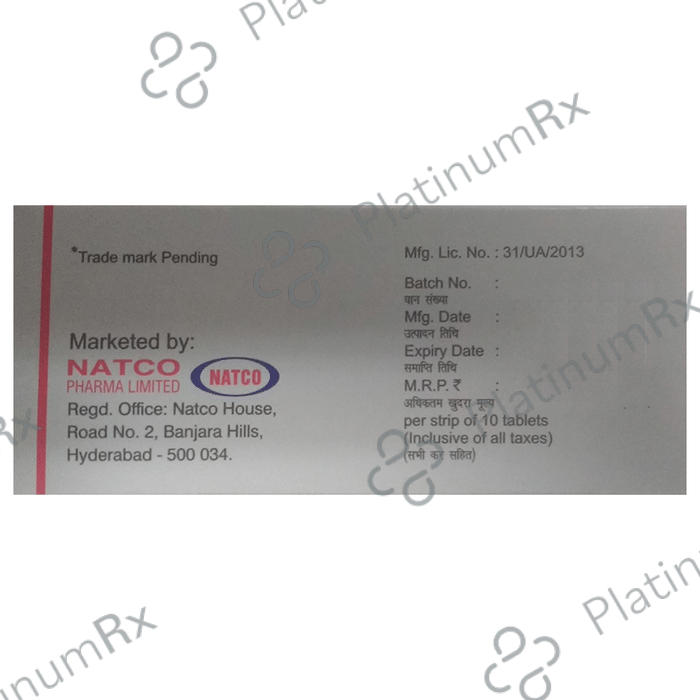 PlatinumRx
PlatinumRx
*Trade mark Pending
Marketed by:
NATCO
PHARMA LIMITED
NATCO
Regd. Office: Natco House,
Road No. 2, Banjara Hills,
Hyderabad - 500 034.
Mfg. Lic. No. : 31/UA/2013
Batch No. :
पान संख्या
Mfg. Date :
उत्पादन तिथि
Expiry Date :
समाप्ति तिथि
M.R.P. ₹ :
अधिकतम खुदरा मूल्य
per strip of 10 tablets
(Inclusive of all taxes)
(सभी कर सहित)
PlatinumRx
Rx
PlatinumRx
Platinum